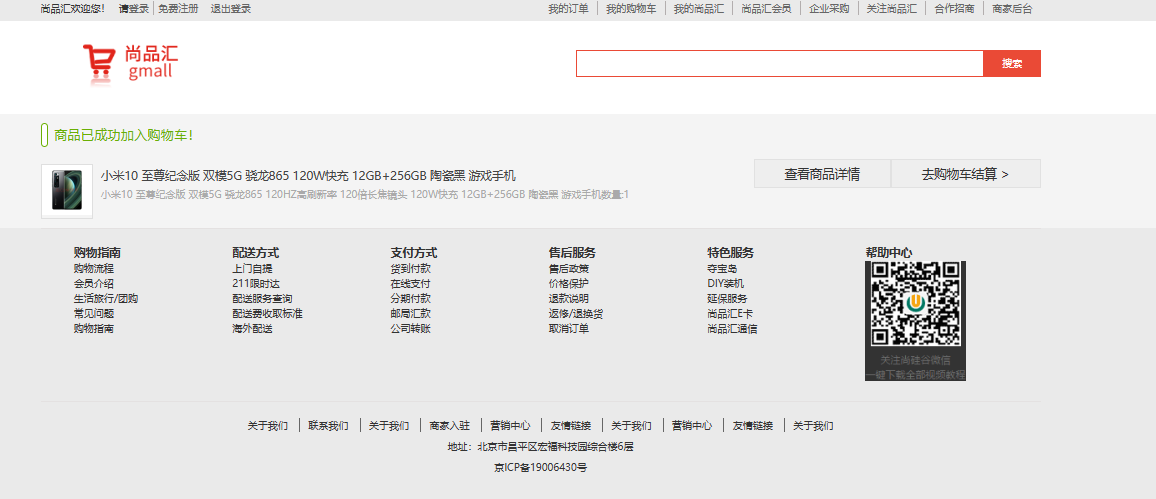 尚品汇欢迎您! 请登录 免费注册 退出登录 我的订单 我的购物车 我的尚品汇 尚品汇会员 企业采购 关注尚品汇 合作招商 商家后台
尚品汇
gmall
搜索
商品已成功加入购物车!
小米10 至尊纪念版 双模5G 骁龙865 120W快充 12GB+256GB 陶瓷黑 游戏手机
小米10 至尊纪念版 双模5G 骁龙865 120HZ高刷新率 120倍长焦镜头 120W快充 12GB+256GB 陶瓷黑 游戏手机数量:1
查看商品详情 去购物车结算 >
购物指南
购物流程
会员介绍
生活旅行/团购
常见问题
购物指南
配送方式
上门自提
211限时达
配送服务查询
配送费收取标准
海外配送
支付方式
货到付款
在线支付
分期付款
邮局汇款
公司转账
售后服务
售后政策
价格保护
退款说明
返修/退换货
取消订单
特色服务
夺宝岛
DIY装机
延保服务
尚品汇E卡
尚品汇通信
帮助中心
关注尚硅谷微信
一键下载全部视频教程
关于我们 联系我们 关于我们 商家入驻 营销中心 友情链接 关于我们 营销中心 友情链接 关于我们
地址：北京市昌平区宏福科技园综合楼6层
京ICP备19006430号